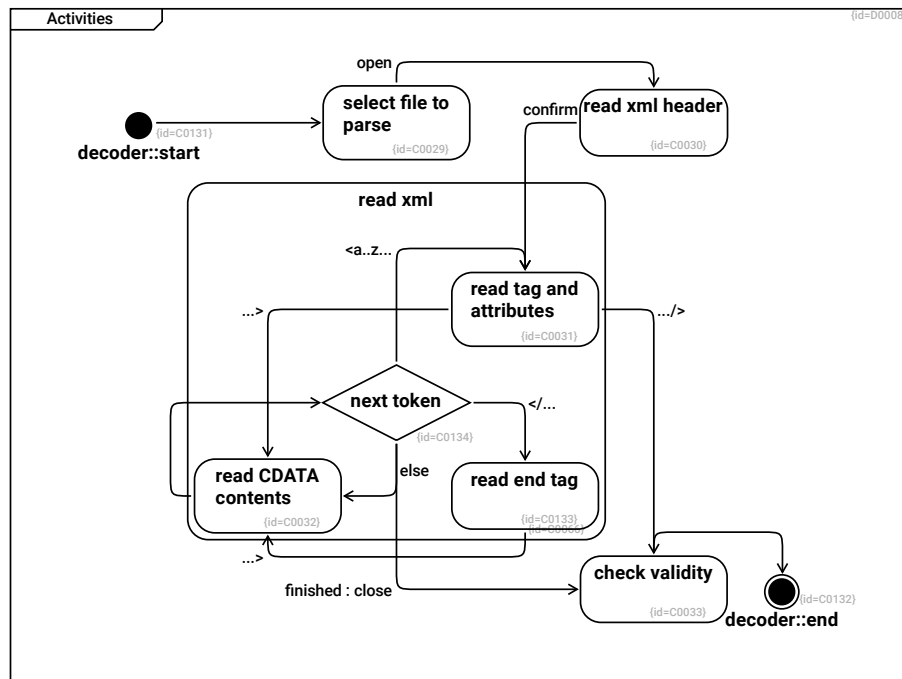 Activities
{id=D0008
open
select file to
parse
{id=C0029}
read xml header
{id=C0030}
confirm
{id=C0131}
decoder::start
read xml
<a..z...
read tag and
attributes
{id=C0031}
...>
.../>
next token
{id=C0134}
</...
else
read CDATA
contents
{id=C0032}
read end tag
{id=C0133}
{id=C0066}
...>
finished : close
check validity
{id=C0033}
{id=C0132}
decoder::end